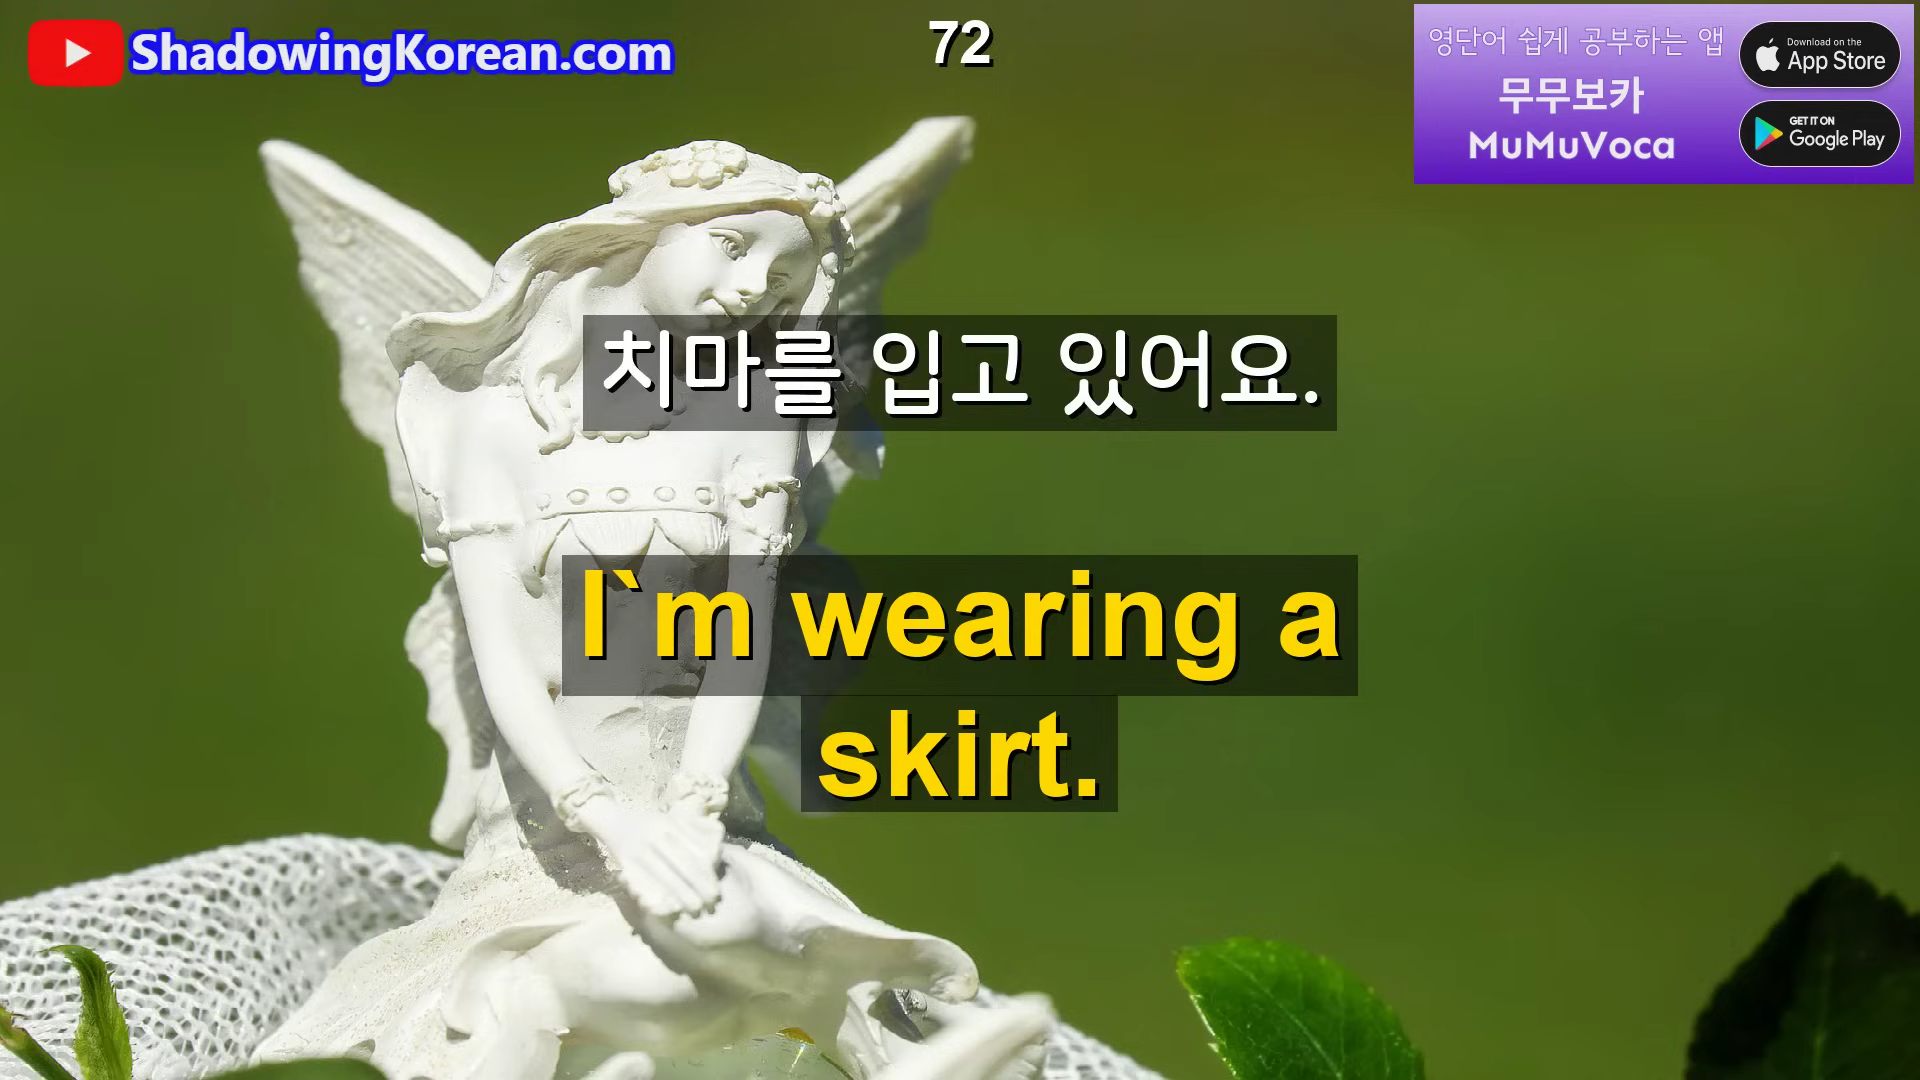 ShadowingKorean.com
72
영단어 쉽게 공부하는 앱
무무보카
MuMuVoca
Download on the
App Store
GET IT ON
Google Play
치마를 입고 있어요.
I`m wearing a
skirt.